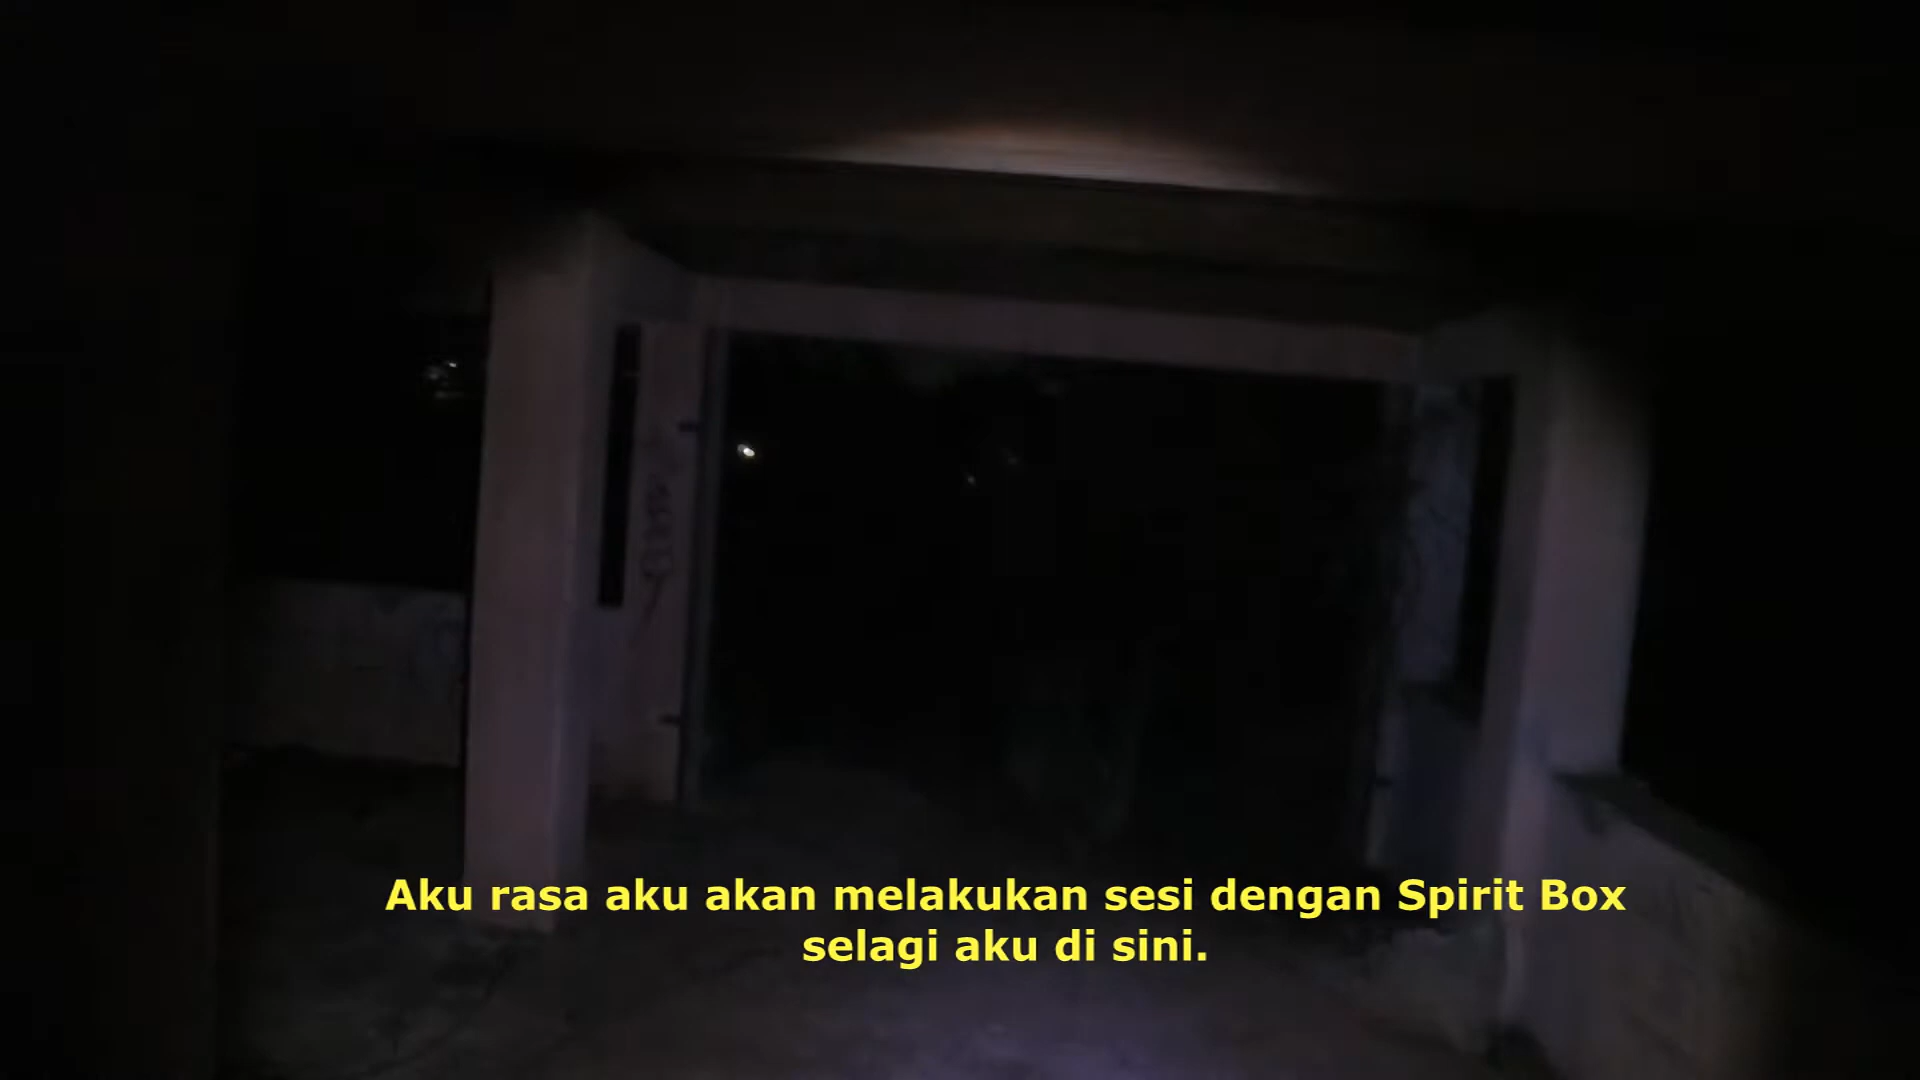 Aku rasa aku akan melakukan sesi dengan Spirit Box
selagi aku di sini.